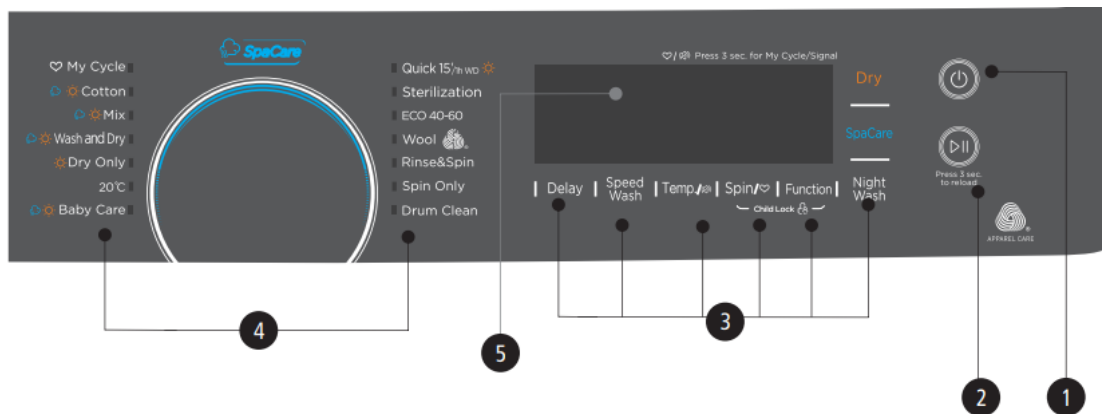 SpaCare
My Cycle
Cotton
Mix
Wash and Dry
Dry Only
20℃
Baby Care
Quick 15'/1h WD
Sterilization
ECO 40-60
Wool
Rinse&Spin
Spin Only
Drum Clean
Press 3 sec. for My Cycle/Signal
Dry
SpaCare
Delay
Speed
Wash
Temp./
Spin/
Function
Night
Wash
Child Lock
Press 3 sec.
to reload
APPAREL CARE
4
5
3
2
1